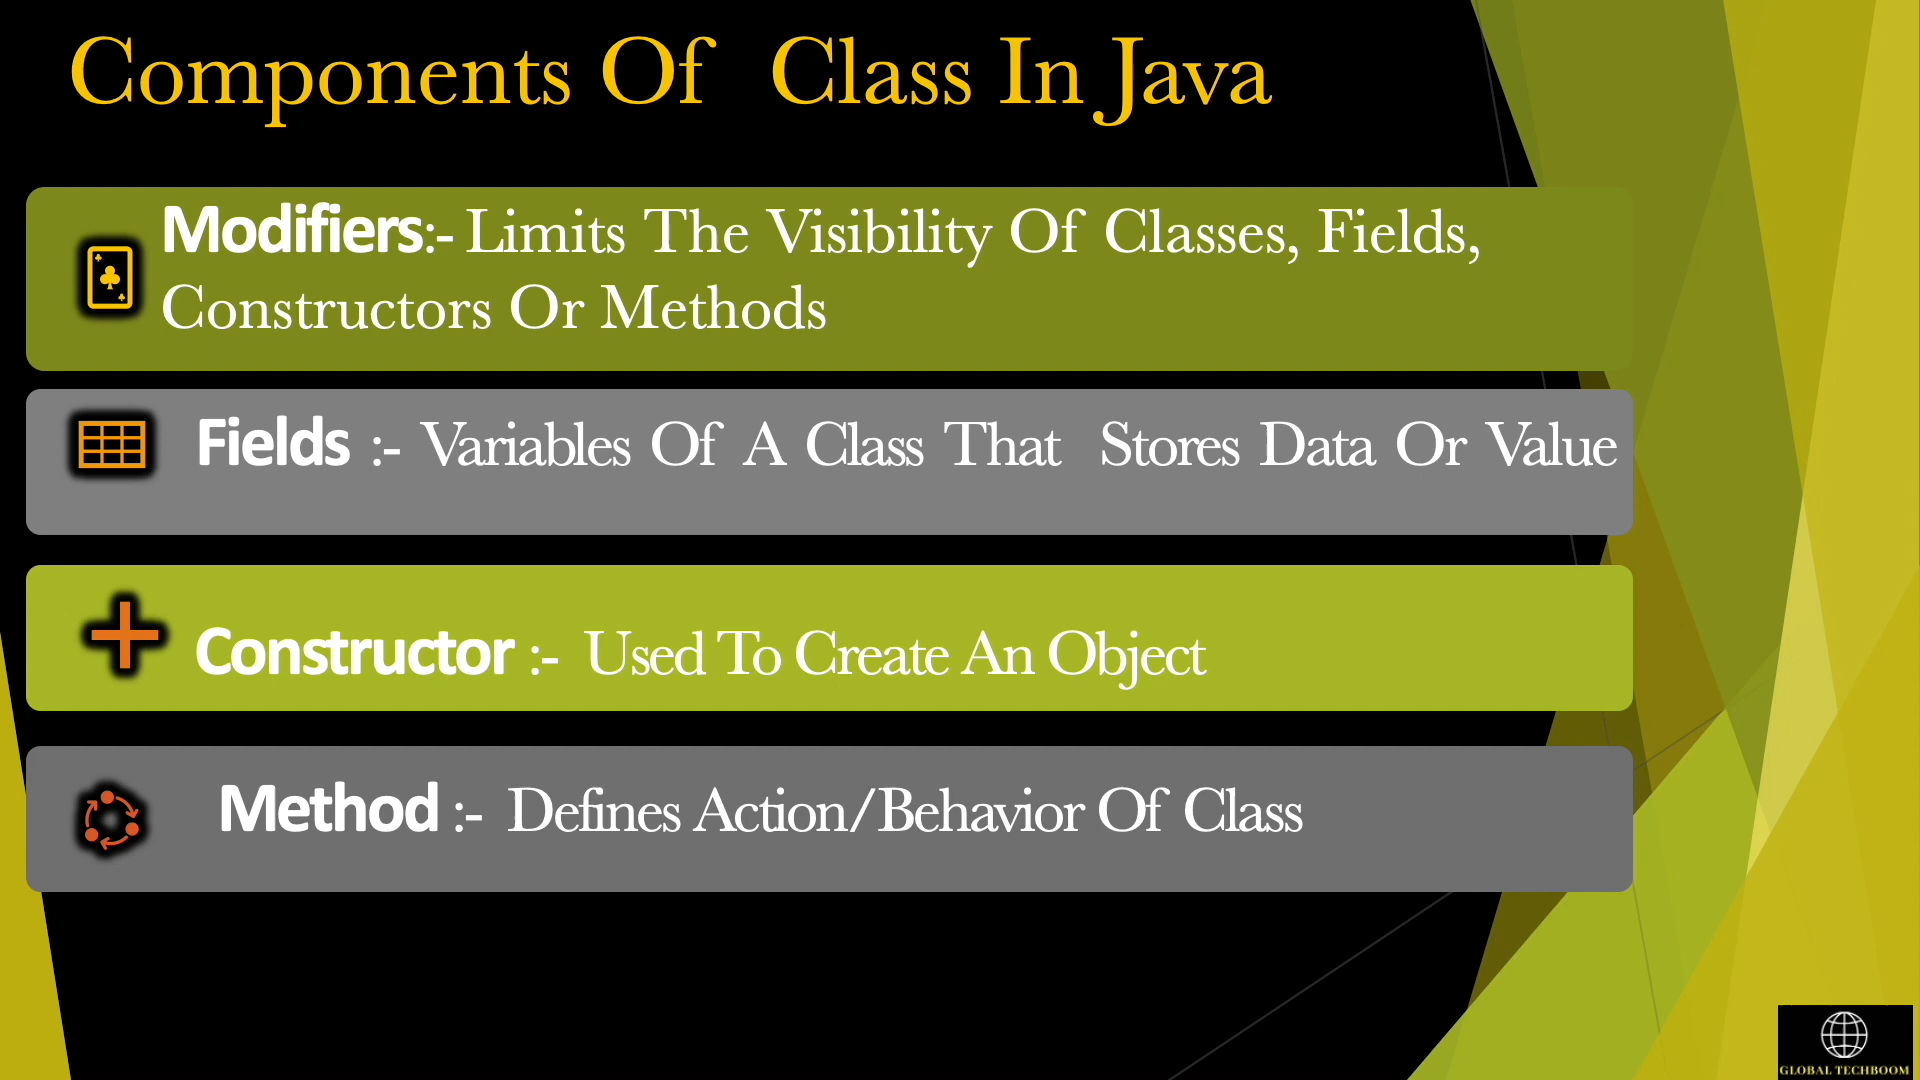 Components Of Class In Java
Modifiers:- Limits The Visibility Of Classes, Fields,
Constructors Or Methods
Fields :- Variables Of A Class That Stores Data Or Value
Constructor :- Used To Create An Object
Method :- Defines Action/Behavior Of Class
GLOBAL TECHBOOM